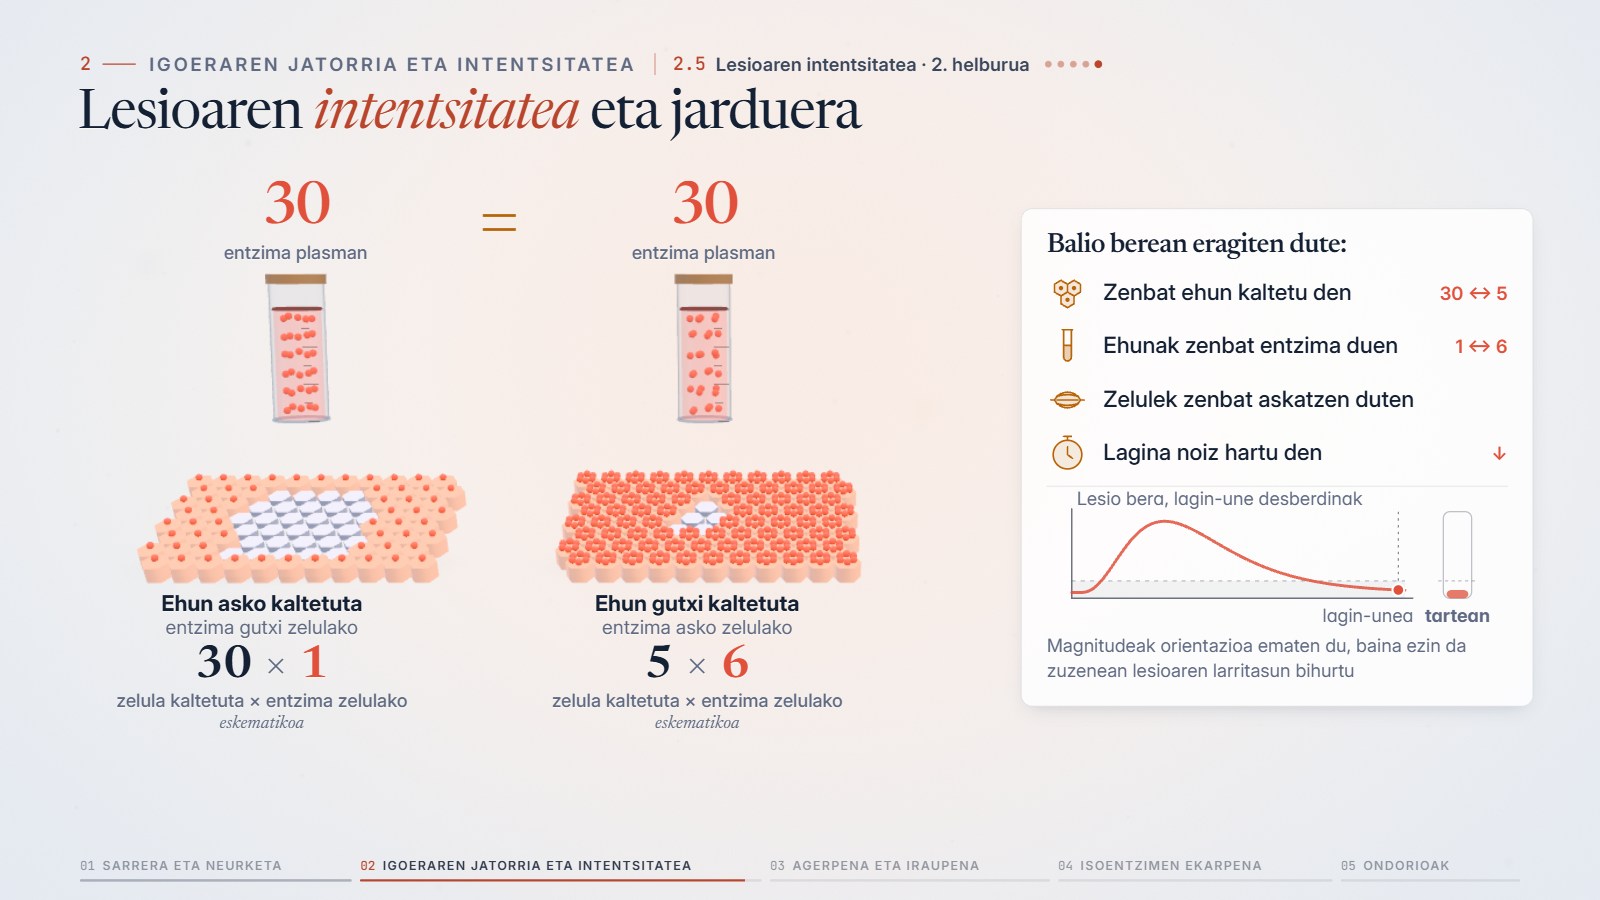 2 — IGOERAREN JATORRIA ETA INTENTSITATEA | 2.5 Lesioaren intentsitatea · 2. helburua
Lesioaren intentsitatea eta jarduera
30 = 30
entzima plasman
entzima plasman
Ehun asko kaltetuta
entzima gutxi zelulako
30 × 1
zelula kaltetuta × entzima zelulako
eskematikoa
Ehun gutxi kaltetuta
entzima asko zelulako
5 × 6
zelula kaltetuta × entzima zelulako
eskematikoa
Balio berean eragiten dute:
Zenbat ehun kaltetu den 30 ↔ 5
Ehunak zenbat entzima duen 1 ↔ 6
Zelulek zenbat askatzen duten
Lagina noiz hartu den ↓
Lesio bera, lagin-une desberdinak
lagin-unea tartean
Magnitudeak orientazioa ematen du, baina ezin da
zuzenean lesioaren larritasun bihurtu
01 SARRERA ETA NEURKETA
02 IGOERAREN JATORRIA ETA INTENTSITATEA
03 AGERPENA ETA IRAUPENA
04 ISOENTZIMEN EKARPENA
05 ONDORIOAK